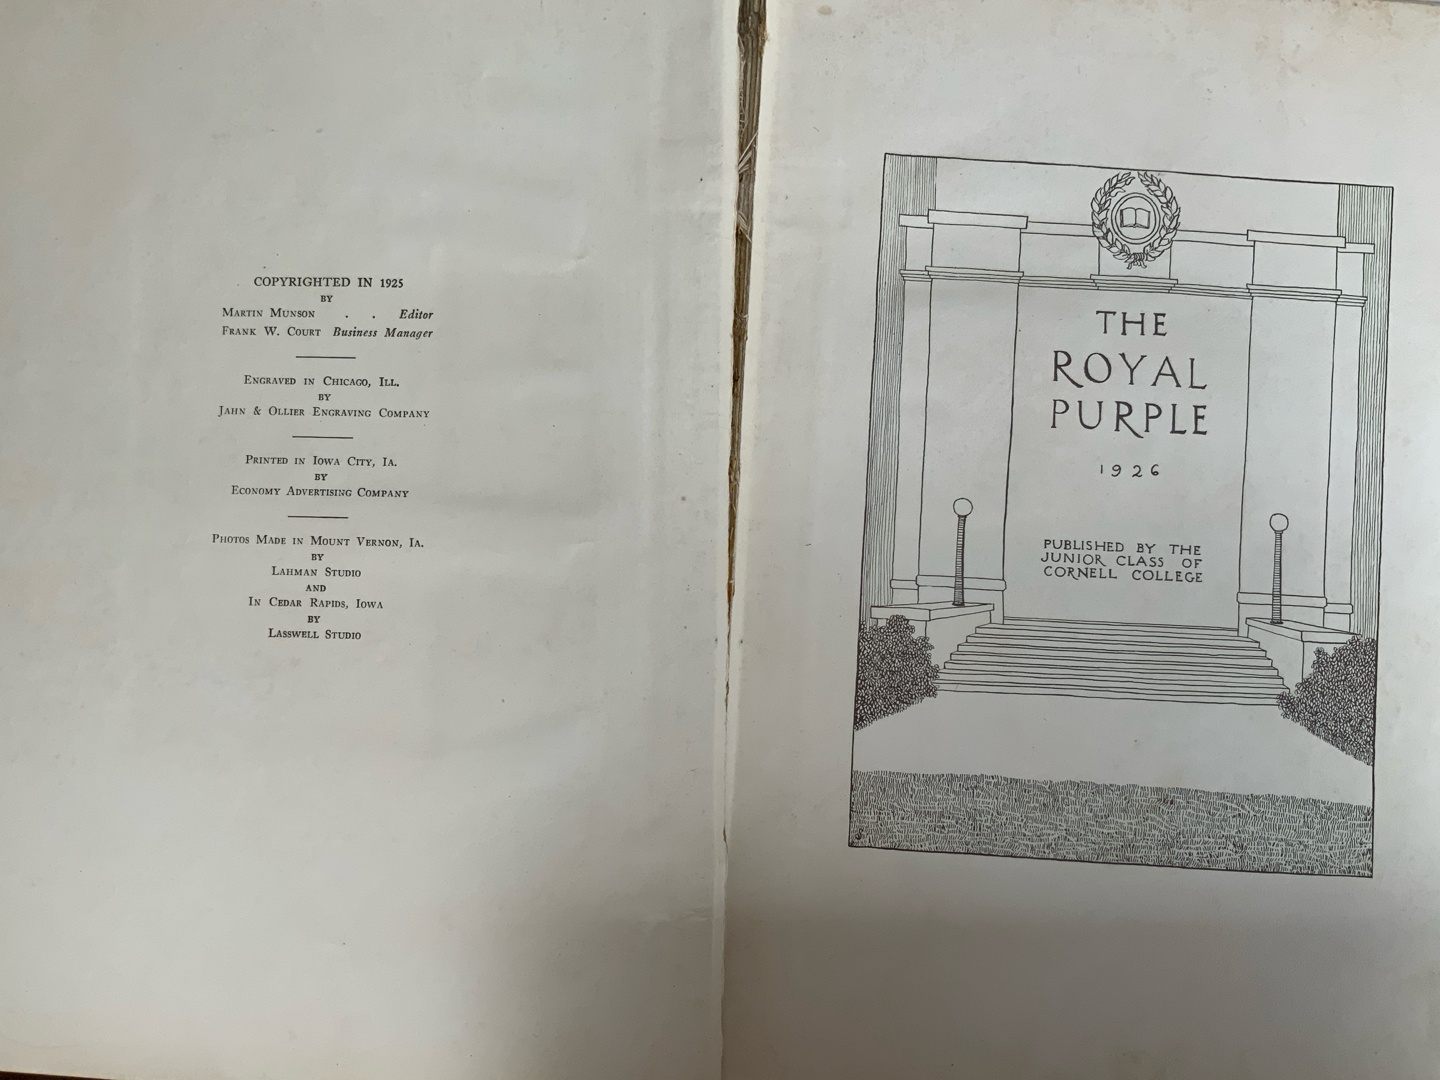 COPYRIGHTED IN 1925
BY
MARTIN MUNSON . . Editor
FRANK W. COURT Business Manager
ENGRAVED IN CHICAGO, ILL.
BY
JAHN & OLLIER ENGRAVING COMPANY
PRINTED IN IOWA CITY, IA.
BY
ECONOMY ADVERTISING COMPANY
PHOTOS MADE IN MOUNT VERNON, IA.
BY
LAHMAN STUDIO
AND
IN CEDAR RAPIDS, IOWA
BY
LASSWELL STUDIO
THE
ROYAL
PURPLE
1926
PUBLISHED BY THE
JUNIOR CLASS OF
CORNELL COLLEGE